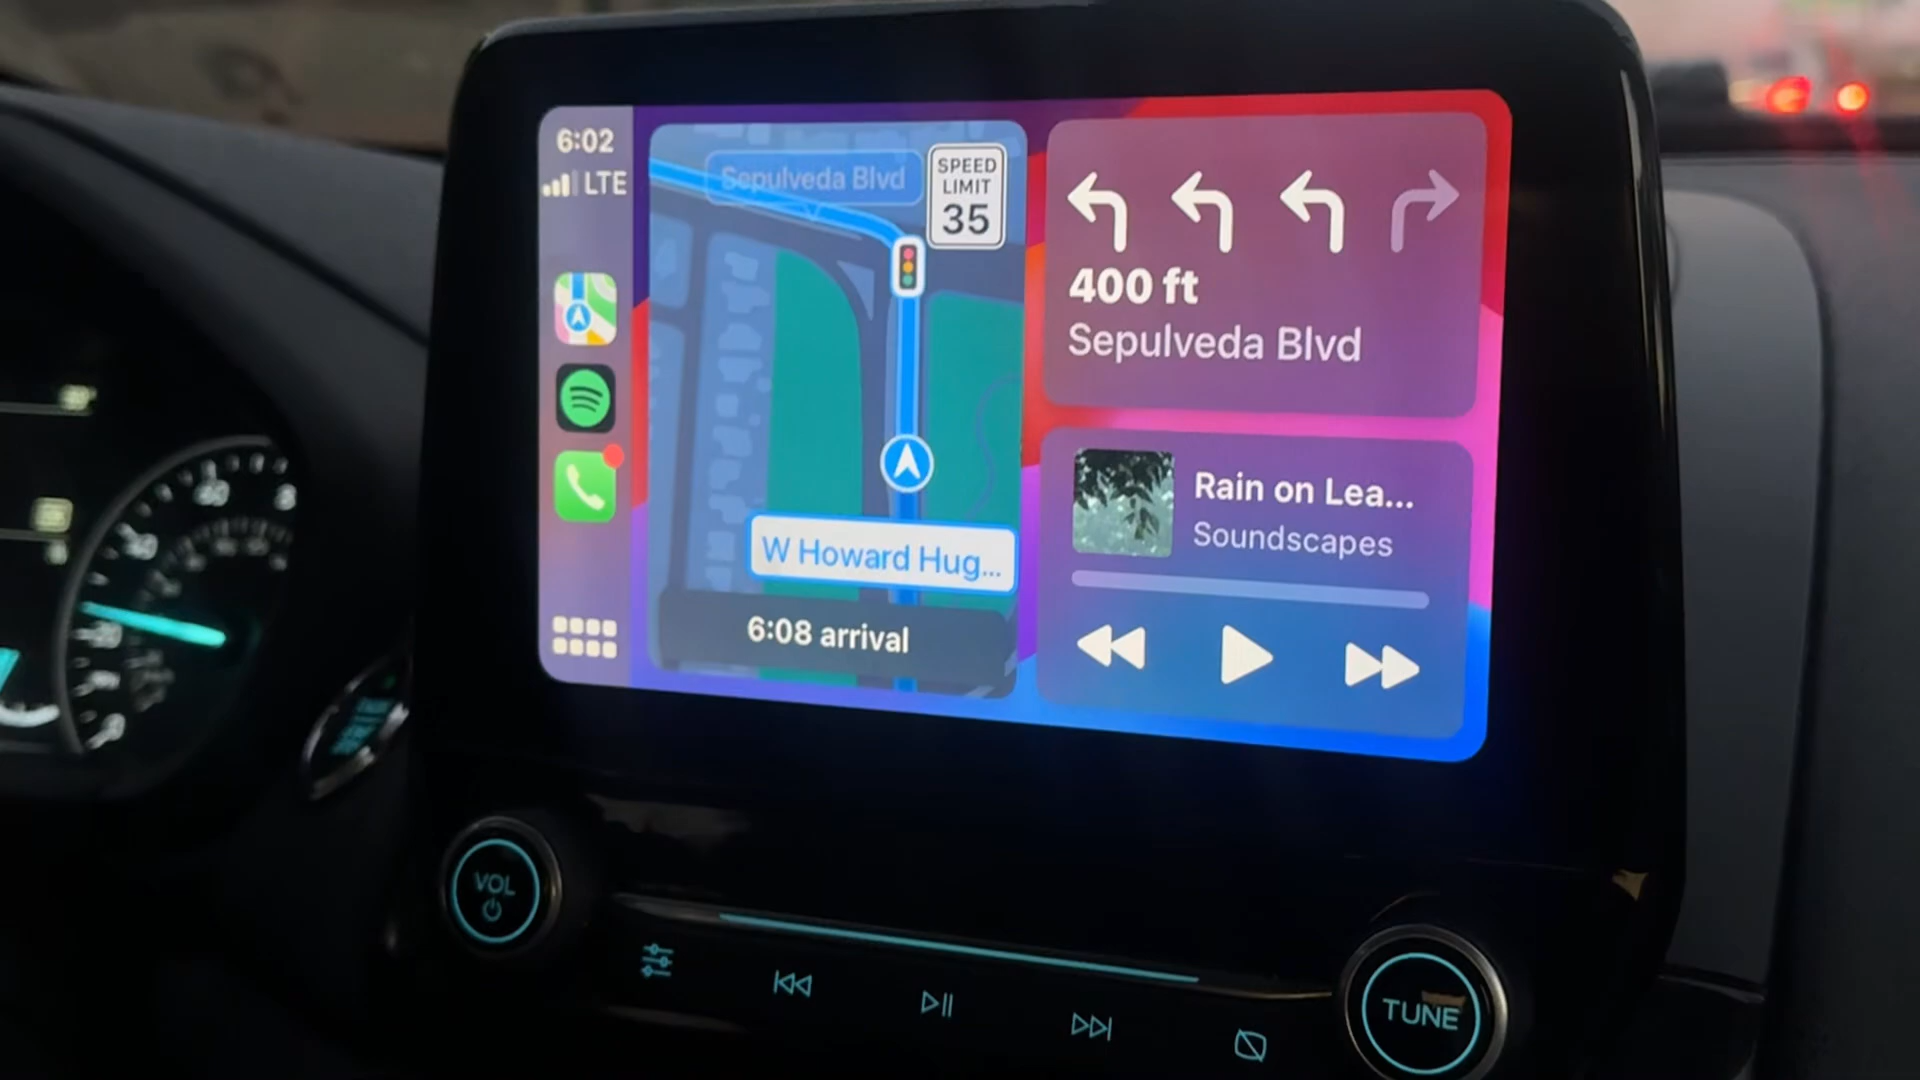 6:02
LTE
Sepulveda Blvd
SPEED
LIMIT
35
W Howard Hug...
6:08 arrival
400 ft
Sepulveda Blvd
Rain on Lea...
Soundscapes
VOL
TUNE